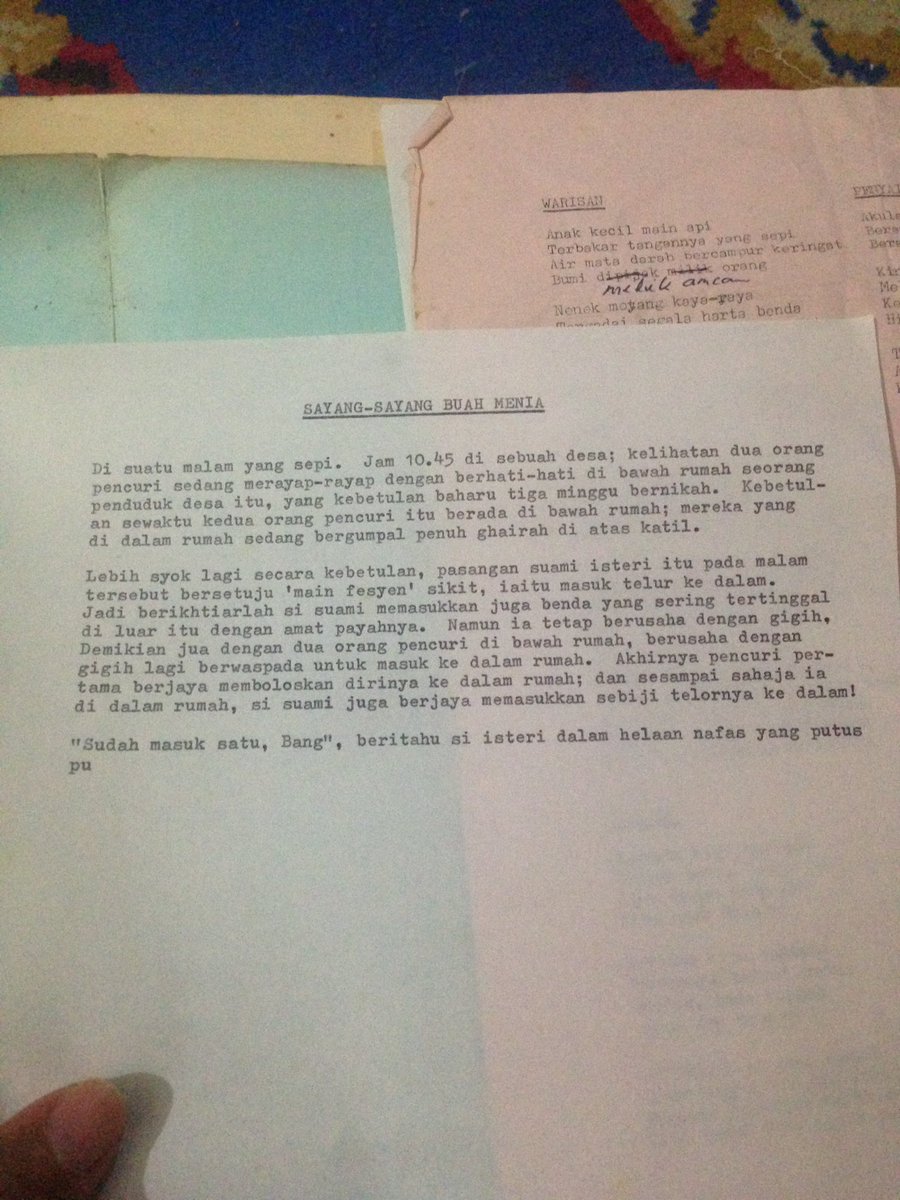 WARISAN
Anak kecil main api
Terbakar tangannya yang sepi
Air mata darah bercampur keringat
Bumi dipijak milik orang
Nenek moyang kaya-raya
segala harta benda
SAYANG-SAYANG BUAH MENIA
Di suatu malam yang sepi. Jam 10.45 di sebuah desa; kelihatan dua orang
pencuri sedang merayap-rayap dengan berhati-hati di bawah rumah seorang
penduduk desa itu, yang kebetulan baharu tiga minggu bernikah. Kebetul-
an sewaktu kedua orang pencuri itu berada di bawah rumah; mereka yang
di dalam rumah sedang bergumpal penuh ghairah di atas katil.
Lebih syok lagi secara kebetulan, pasangan suami isteri itu pada malam
tersebut bersetuju 'main fesyen' sikit, iaitu masuk telur ke dalam.
Jadi berikhtiarlah si suami memasukkan juga benda yang sering tertinggal
di luar itu dengan amat payahnya. Namun ia tetap berusaha dengan gigih,
Demikian jua dengan dua orang pencuri di bawah rumah, berusaha dengan
gigih lagi berwaspada untuk masuk ke dalam rumah. Akhirnya pencuri per-
tama berjaya memboloskan dirinya ke dalam rumah; dan sesampai sahaja ia
di dalam rumah, si suami juga berjaya memasukkan sebiji telornya ke dalam!
"Sudah masuk satu, Bang", beritahu si isteri dalam helaan nafas yang putus
pu